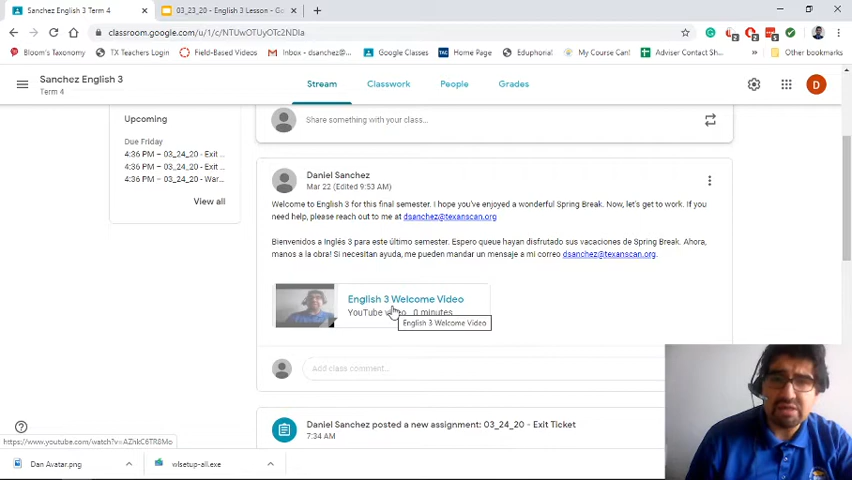 Sanchez English 3 Term 4
03_23_20 - English 3 Lesson - Go
classroom.google.com/u/1/c/NTUwOTUyOTc2NDIa
Bloom's Taxonomy
TX Teachers Login
Field-Based Videos
Inbox - dsanchez@...
Google Classes
Home Page
Eduphoria!
My Course Can!
Adviser Contact Sh...
Other bookmarks
Sanchez English 3
Term 4
Stream
Classwork
People
Grades
D
Upcoming
Due Friday
4:36 PM – 03_24_20 - Exit ...
4:36 PM – 03_24_20 - Exit ...
4:36 PM – 03_24_20 - War...
View all
Share something with your class...
Daniel Sanchez
Mar 22 (Edited 9:53 AM)
Welcome to English 3 for this final semester. I hope you've enjoyed a wonderful Spring Break. Now, let's get to work. If you
need help, please reach out to me at dsanchez@texanscan.org
Bienvenidos a Inglés 3 para este último semester. Espero queue hayan disfrutado sus vacaciones de Spring Break. Ahora,
manos a la obra! Si necesitan ayuda, me pueden mandar un mensaje a mi correo dsanchez@texanscan.org.
English 3 Welcome Video
YouTube video 0 minutes
English 3 Welcome Video
Add class comment...
Daniel Sanchez posted a new assignment: 03_24_20 - Exit Ticket
7:34 AM
https://www.youtube.com/watch?v=AZhkC6TR8Mo
Dan Avatar.png
wlsetup-all.exe